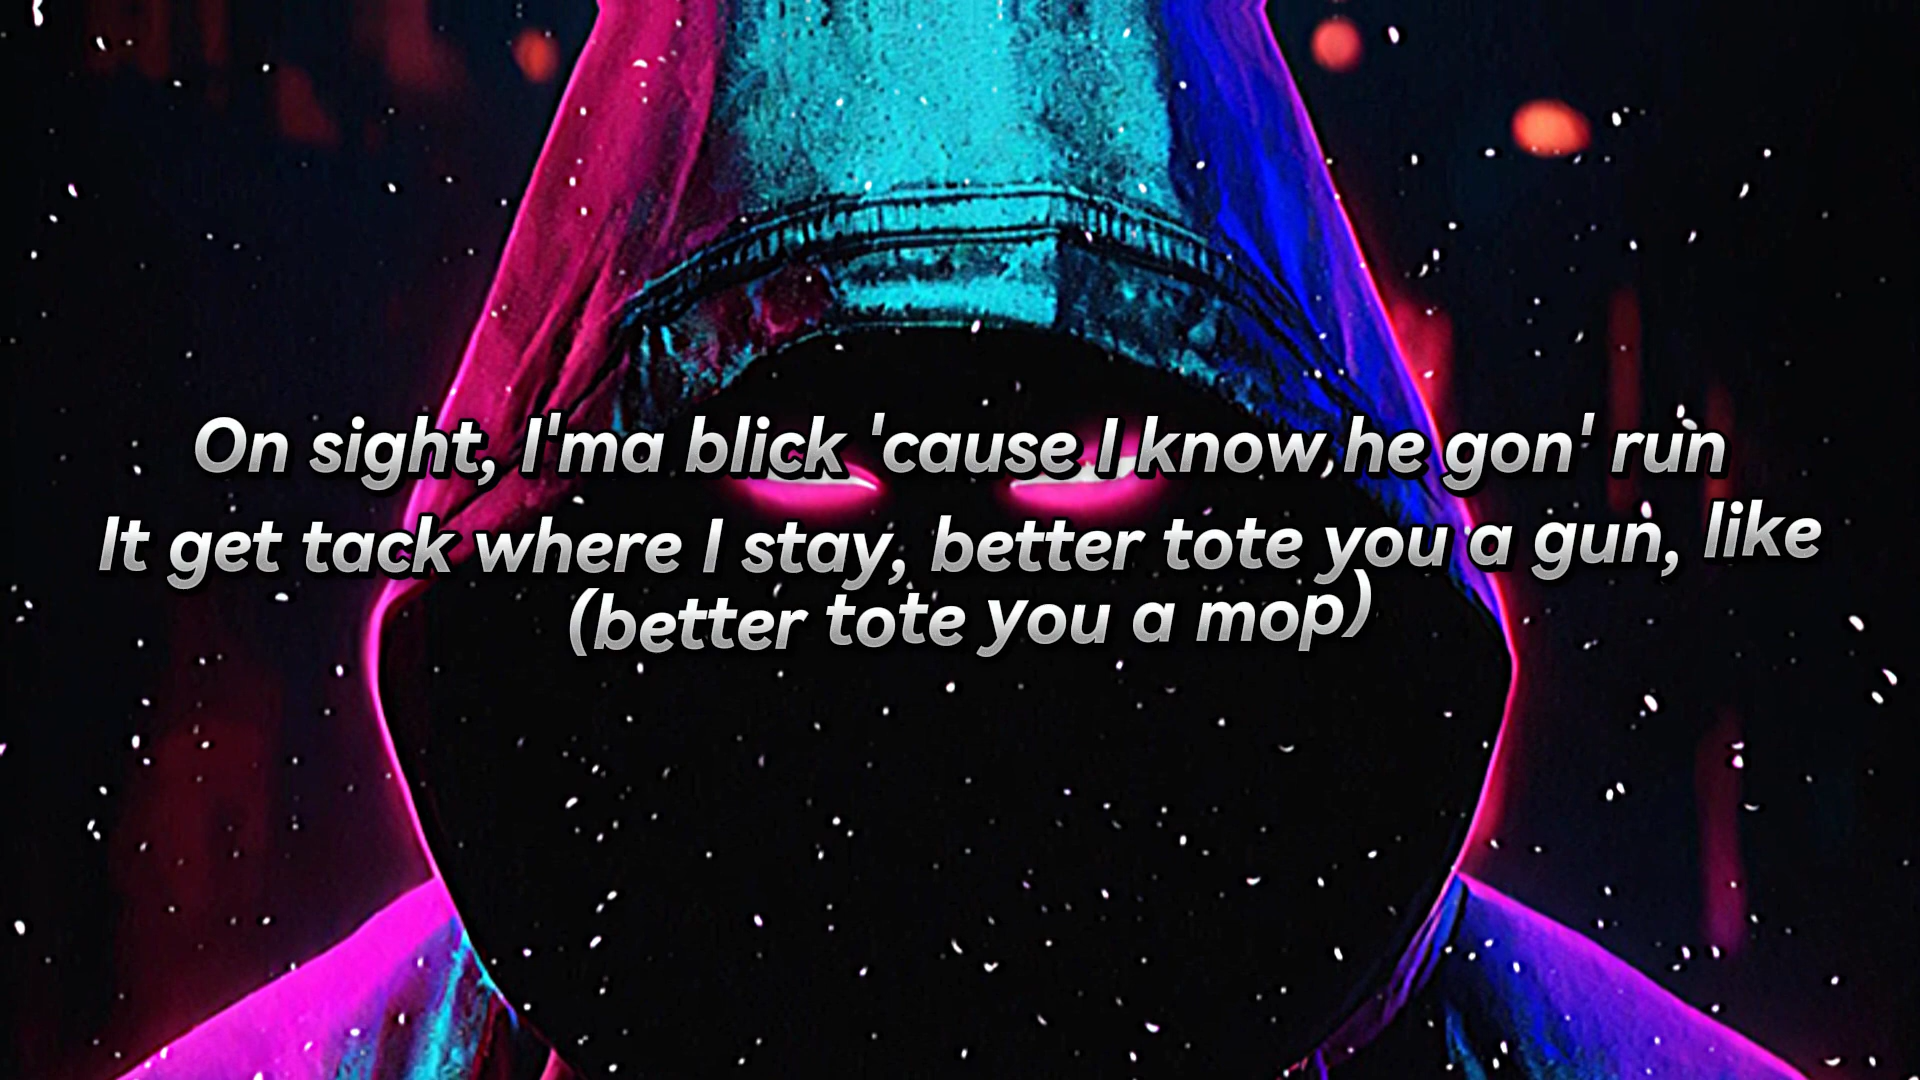 On sight, I'ma blick 'cause I know he gon' run
It get tack where I stay, better tote you a gun, like
(better tote you a mop)